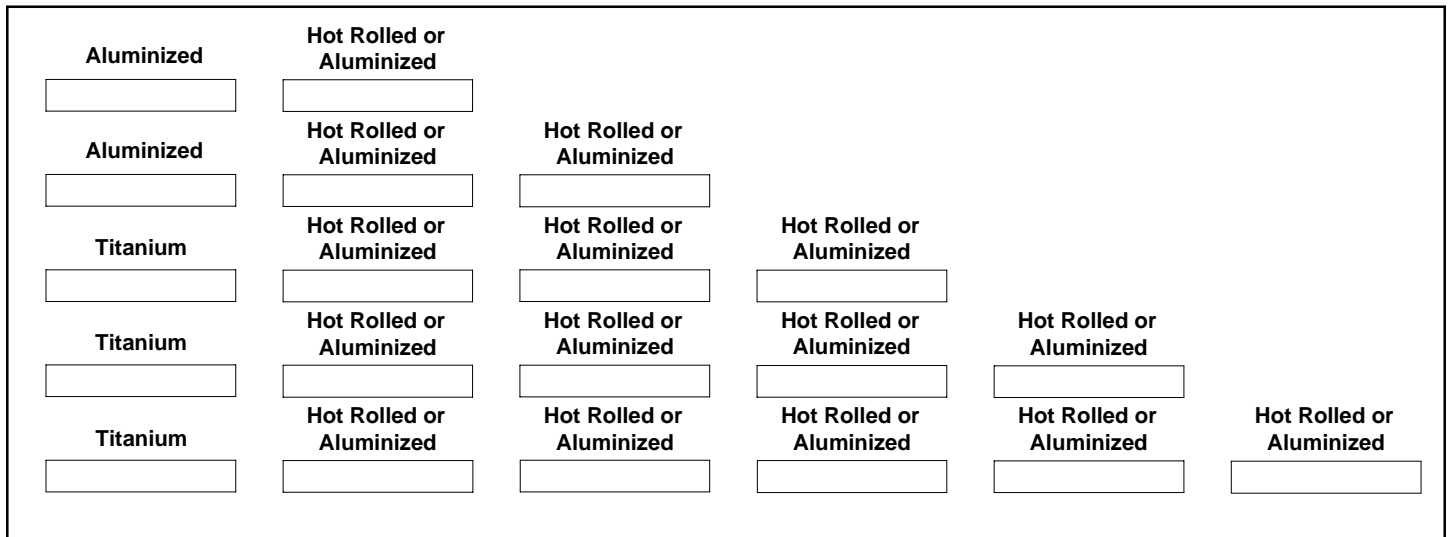 Aluminized
Hot Rolled or
Aluminized
Aluminized
Hot Rolled or
Aluminized
Hot Rolled or
Aluminized
Titanium
Hot Rolled or
Aluminized
Hot Rolled or
Aluminized
Hot Rolled or
Aluminized
Titanium
Hot Rolled or
Aluminized
Hot Rolled or
Aluminized
Hot Rolled or
Aluminized
Hot Rolled or
Aluminized
Titanium
Hot Rolled or
Aluminized
Hot Rolled or
Aluminized
Hot Rolled or
Aluminized
Hot Rolled or
Aluminized
Hot Rolled or
Aluminized